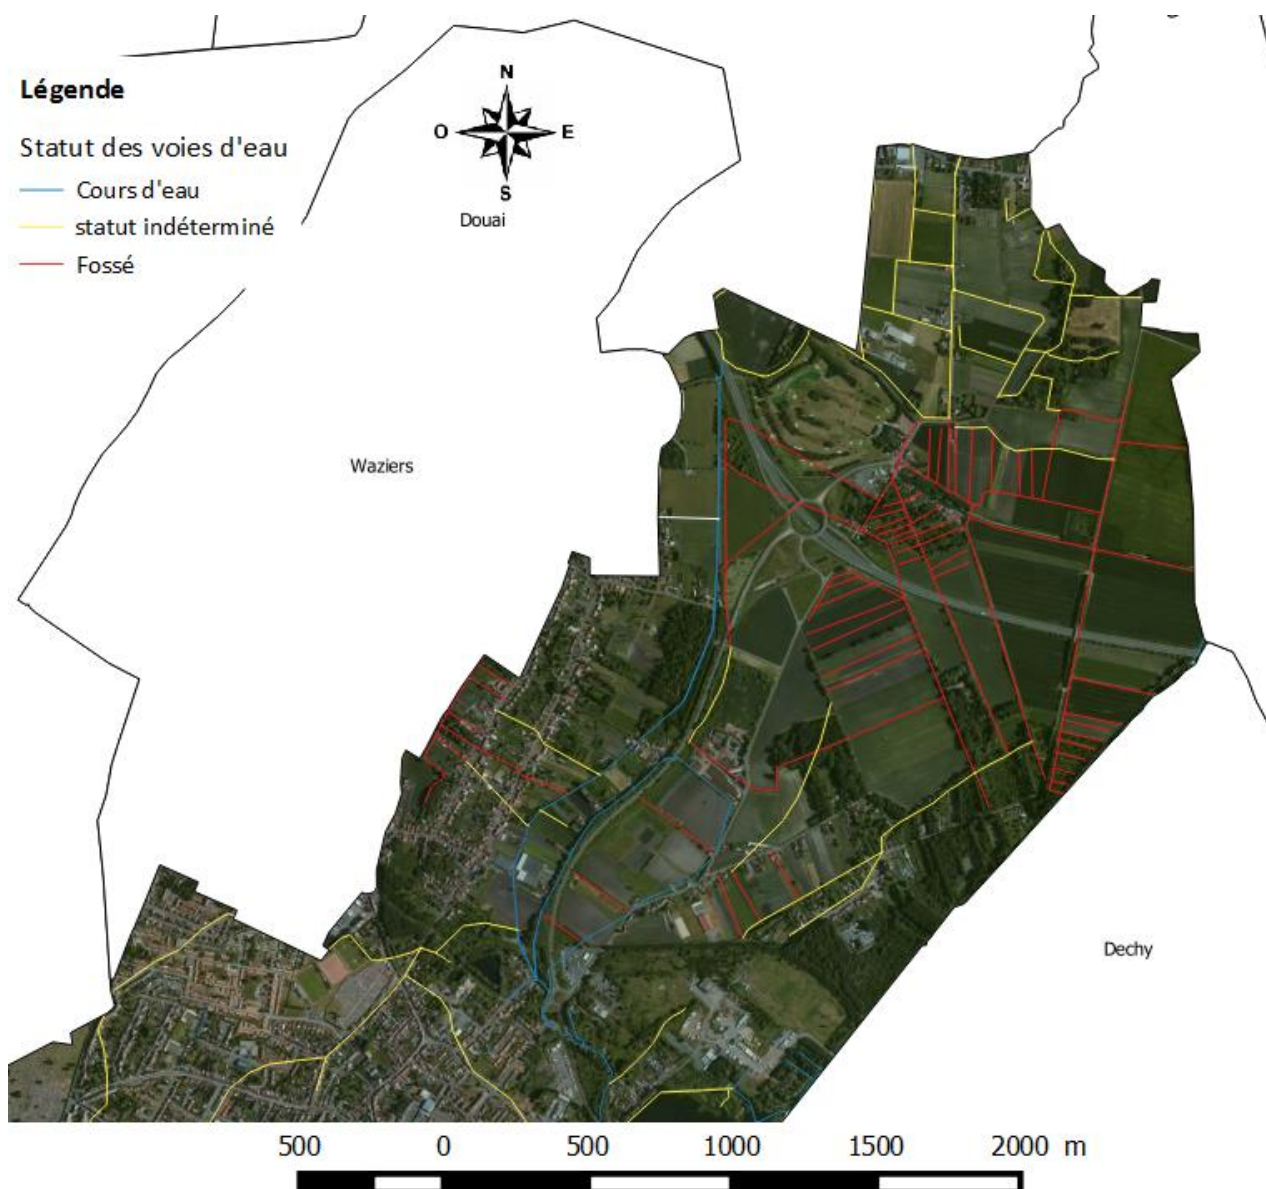 Légende
Statut des voies d'eau
Cours d'eau
statut indéterminé
Fossé
N
O
E
S
Douai
Waziers
Dechy
500 0 500 1000 1500 2000 m